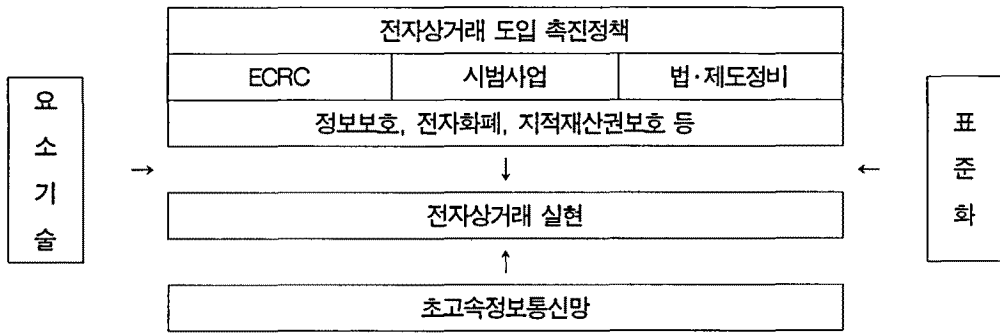 전자상거래 도입 촉진정책
ECRC 시범사업 법·제도정비
정보보호, 전자화폐, 지적재산권보호 등
요
소
기
술
→ ↓ ←
표
준
화
전자상거래 실현
↑
초고속정보통신망